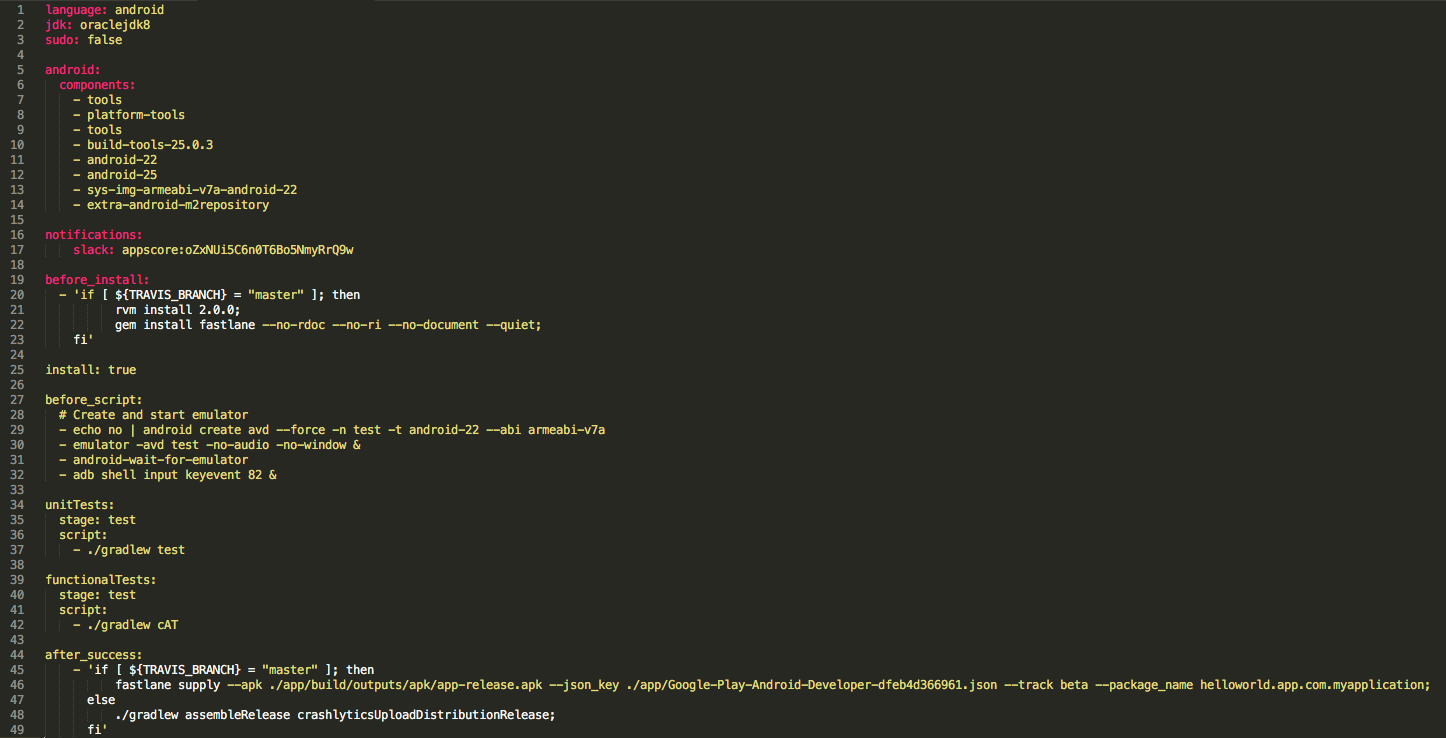 1 language: android
2 jdk: oraclejdk8
3 sudo: false
4
5 android:
6 components:
7 - tools
8 - platform-tools
9 - tools
10 - build-tools-25.0.3
11 - android-22
12 - android-25
13 - sys-img-armeabi-v7a-android-22
14 - extra-android-m2repository
15
16 notifications:
17 slack: appscore:oZxNUi5C6n0T6Bo5NmyRrQ9w
18
19 before_install:
20 - 'if [ ${TRAVIS_BRANCH} = "master" ]; then
21 rvm install 2.0.0;
22 gem install fastlane --no-rdoc --no-ri --no-document --quiet;
23 fi'
24
25 install: true
26
27 before_script:
28 # Create and start emulator
29 - echo no | android create avd --force -n test -t android-22 --abi armeabi-v7a
30 - emulator -avd test -no-audio -no-window &
31 - android-wait-for-emulator
32 - adb shell input keyevent 82 &
33
34 unitTests:
35 stage: test
36 script:
37 - ./gradlew test
38
39 functionalTests:
40 stage: test
41 script:
42 - ./gradlew cAT
43
44 after_success:
45 - 'if [ ${TRAVIS_BRANCH} = "master" ]; then
46 fastlane supply --apk ./app/build/outputs/apk/app-release.apk --json_key ./app/Google-Play-Android-Developer-dfeb4d366961.json --track beta --package_name helloworld.app.com.myapplication;
47 else
48 ./gradlew assembleRelease crashlyticsUploadDistributionRelease;
49 fi'